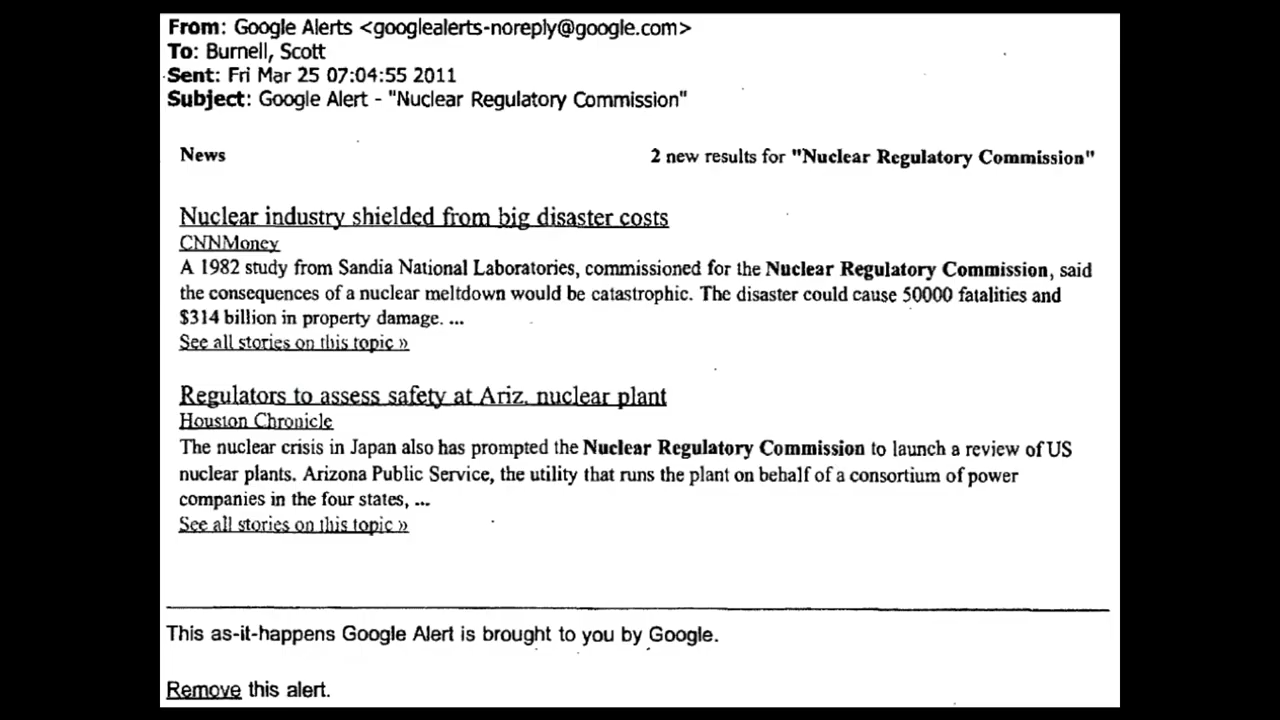 From: Google Alerts <googlealerts-noreply@google.com>
To: Burnell, Scott
Sent: Fri Mar 25 07:04:55 2011
Subject: Google Alert - "Nuclear Regulatory Commission"
News 2 new results for "Nuclear Regulatory Commission"
Nuclear industry shielded from big disaster costs
CNNMoney
A 1982 study from Sandia National Laboratories, commissioned for the Nuclear Regulatory Commission, said
the consequences of a nuclear meltdown would be catastrophic. The disaster could cause 50000 fatalities and
$314 billion in property damage. ...
See all stories on this topic »
Regulators to assess safety at Ariz. nuclear plant
Houston Chronicle
The nuclear crisis in Japan also has prompted the Nuclear Regulatory Commission to launch a review of US
nuclear plants. Arizona Public Service, the utility that runs the plant on behalf of a consortium of power
companies in the four states, ...
See all stories on this topic »
This as-it-happens Google Alert is brought to you by Google.
Remove this alert.